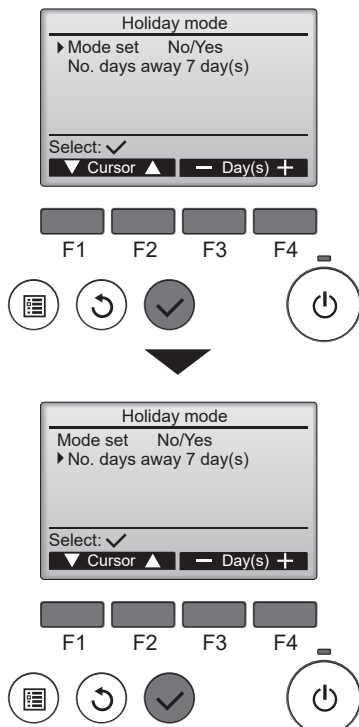 Holiday mode
Mode set No/Yes
No. days away 7 day(s)
Select:
Cursor Day(s)
F1 F2 F3 F4
Holiday mode
Mode set No/Yes
No. days away 7 day(s)
Select:
Cursor Day(s)
F1 F2 F3 F4